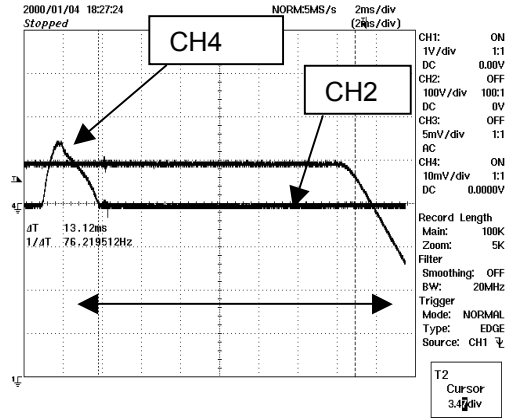 2000/01/04 18:27:24 NORM:5MS/s 2ms/div
Stopped (2ms/div)
CH4
CH2
CH1: ON
1V/div 1:1
DC 0.00V
CH2: OFF
100V/div 100:1
DC 0V
CH3: OFF
5mV/div 1:1
AC
CH4: ON
10mV/div 1:1
DC 0.0000V
Record Length
Main: 100K
Zoom: 5K
Filter
Smoothing: OFF
BW: 20MHz
Trigger
Mode: NORMAL
Type: EDGE
Source: CH1
ΔT 13.12ms
1/ΔT 76.219512Hz
T2
Cursor
3.47div